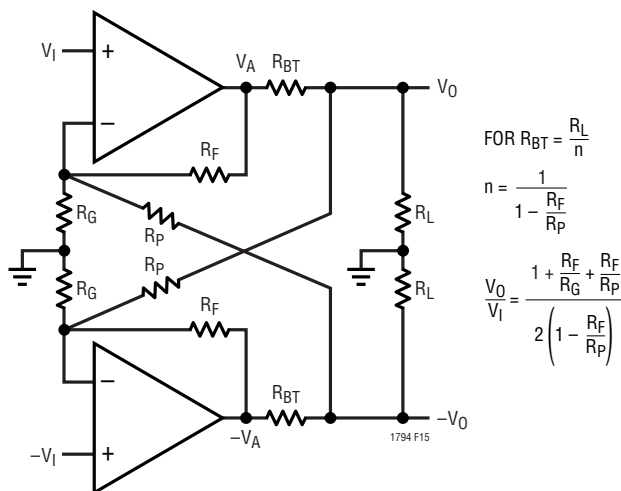 V_I
+
V_A
R_BT
V_O
−
R_F
R_G
R_P
R_L
R_P
R_G
R_L
R_F
−
R_BT
−V_A
−V_O
−V_I
+
1794 F15
FOR R_BT = R_L/n
n = 1/(1 − R_F/R_P)
V_O/V_I = (1 + R_F/R_G + R_F/R_P)/(2(1 − R_F/R_P))